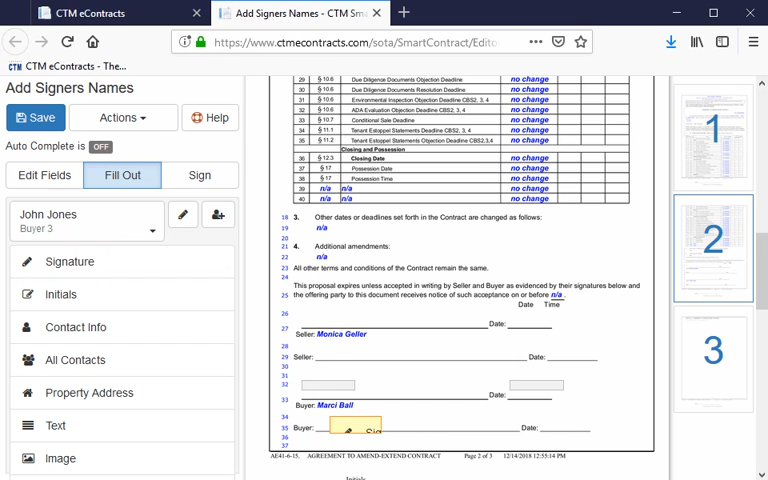 CTM eContracts
Add Signers Names - CTM Sma
https://www.ctmecontracts.com/sota/SmartContract/Editor
CTM CTM eContracts - The...
Add Signers Names
Save
Actions
Help
Auto Complete is OFF
Edit Fields
Fill Out
Sign
John Jones
Buyer 3
Signature
Initials
Contact Info
All Contacts
Property Address
Text
Image
29 § 10.6 Due Diligence Documents Objection Deadline no change
30 § 10.6 Due Diligence Documents Resolution Deadline no change
31 § 10.6 Environmental Inspection Objection Deadline CBS2, 3, 4 no change
32 § 10.6 ADA Evaluation Objection Deadline CBS2, 3, 4 no change
33 § 10.7 Conditional Sale Deadline no change
34 § 11.1 Tenant Estoppel Statements Deadline CBS2, 3, 4 no change
35 § 11.2 Tenant Estoppel Statements Objection Deadline CBS2,3,4 no change
Closing and Possession
36 § 12.3 Closing Date no change
37 § 17 Possession Date no change
38 § 17 Possession Time no change
39 n/a n/a no change
40 n/a n/a no change
18 3. Other dates or deadlines set forth in the Contract are changed as follows:
19 n/a
20
21 4. Additional amendments:
22 n/a
23 All other terms and conditions of the Contract remain the same.
24
This proposal expires unless accepted in writing by Seller and Buyer as evidenced by their signatures below and
25 the offering party to this document receives notice of such acceptance on or before n/a .
Date Time
26
27 Date:
Seller: Monica Geller
28
29 Seller: Date:
30
31
32
33 Date:
Buyer: Marci Ball
34
35 Buyer: Sig Date:
36
37
AE41-6-15. AGREEMENT TO AMEND-EXTEND CONTRACT Page 2 of 3 12/14/2018 12:55:14 PM
Initials
1
2
3